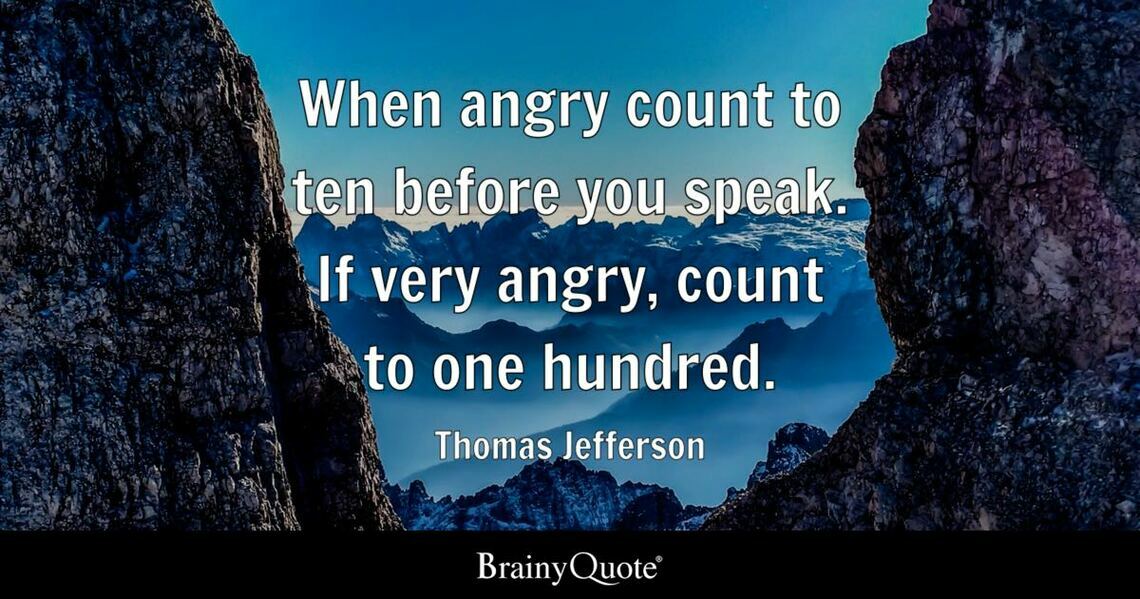 When angry count to
ten before you speak.
If very angry, count
to one hundred.
Thomas Jefferson
BrainyQuote®